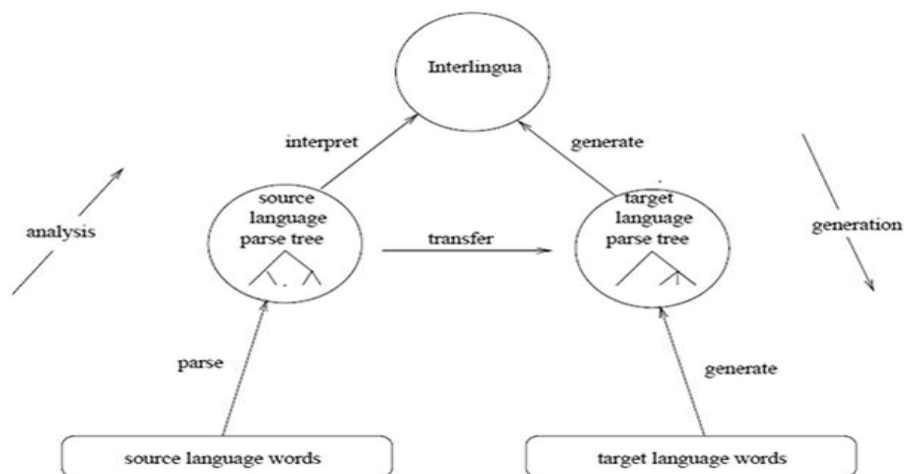 Interlingua
interpret
generate
source
language
parse tree
target
language
parse tree
analysis
transfer
generation
parse
generate
source language words
target language words